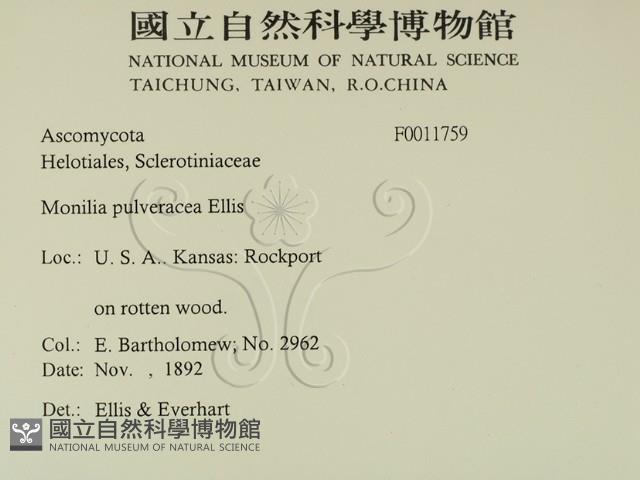 國立自然科學博物館
NATIONAL MUSEUM OF NATURAL SCIENCE
TAICHUNG, TAIWAN, R.O.CHINA
Ascomycota F0011759
Helotiales, Sclerotiniaceae
Monilia pulveracea Ellis
Loc.: U. S. A.. Kansas: Rockport
on rotten wood.
Col.: E. Bartholomew; No. 2962
Date: Nov. , 1892
Det.: Ellis & Everhart
國立自然科學博物館
NATIONAL MUSEUM OF NATURAL SCIENCE